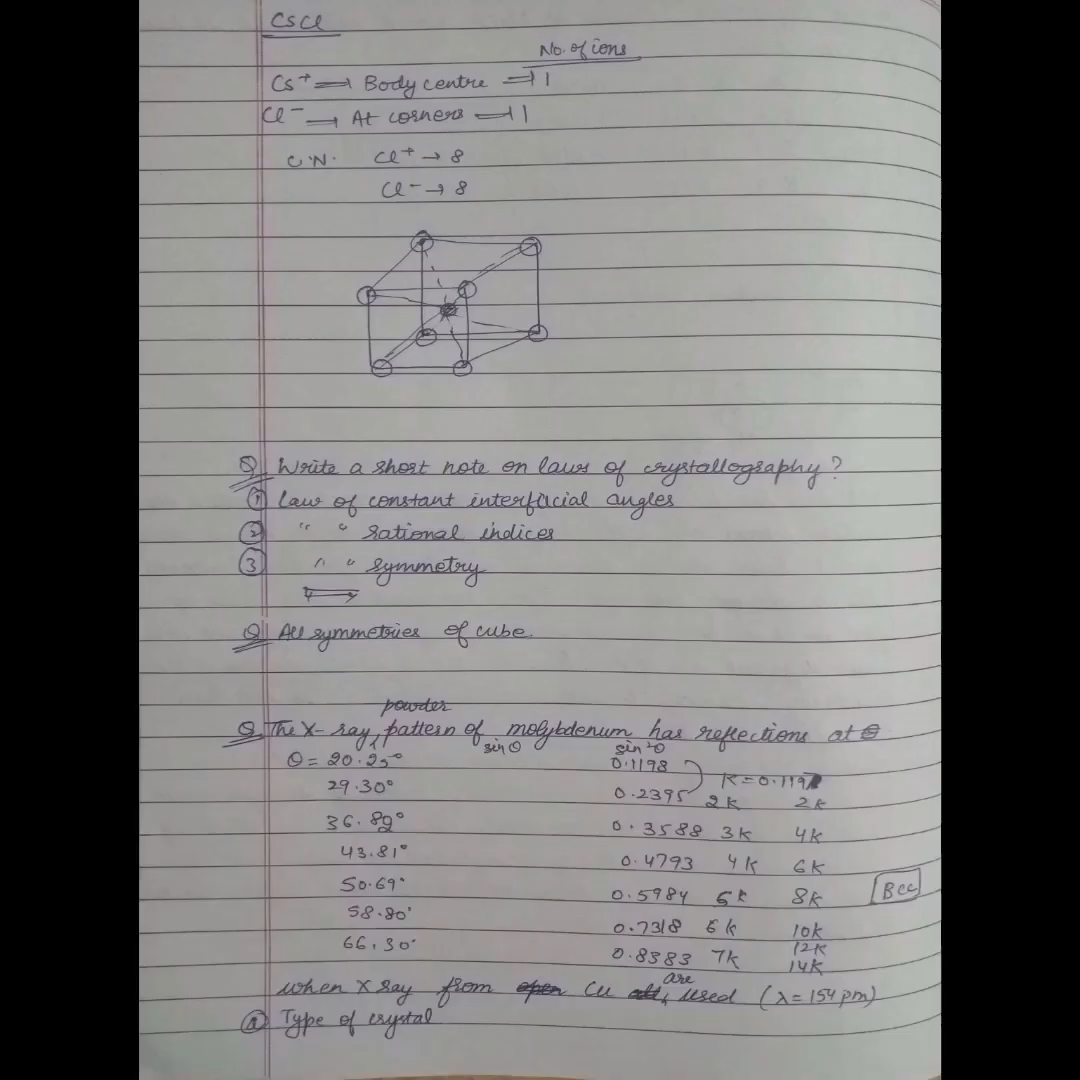 CsCl
No. of ions
Cs+ → Body centre → 1
Cl- → At corners → 1
C.N. Cl+ → 8
Cl- → 8
Q Write a short note on laws of crystallography?
① Law of constant interfacial angles
② " " rational indices
③ " " symmetry
Q All symmetries of cube.
powder
Q The X-ray, pattern of molybdenum has reflections at θ
sinθ sin²θ
θ = 20.25° 0.1198
K = 0.1197
29.30° 0.2395 2K 2K
36.82° 0.3588 3K 4K
43.81° 0.4793 4K 6K
50.69° 0.5984 5K 8K
Bcc
58.80° 0.7318 6K 10K
12K
66.30° 0.8383 7K 14K
are
when X ray from Cu used (λ = 154 pm)
ⓐ Type of crystal